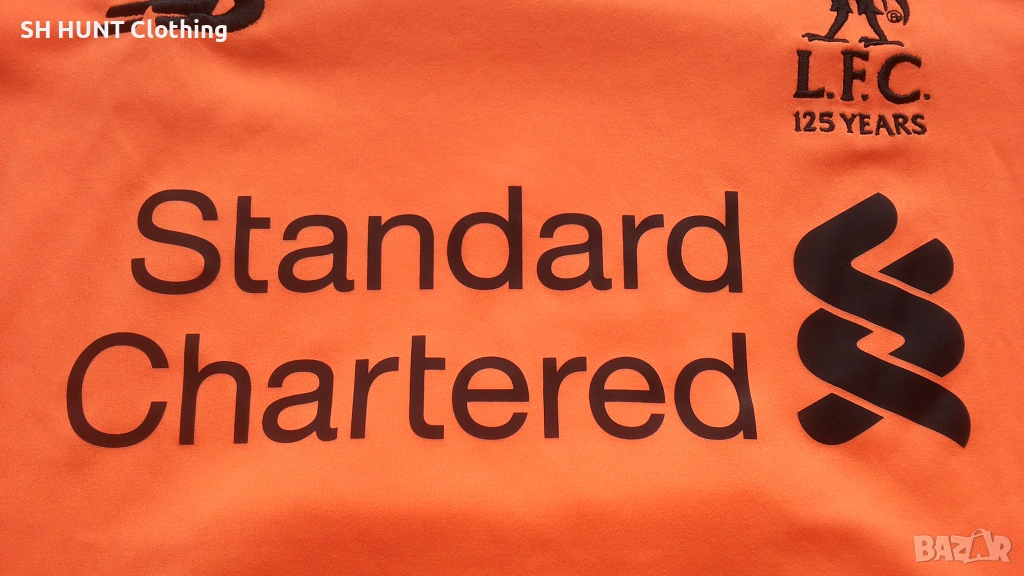 SH HUNT Clothing
L.F.C.
125 YEARS
Standard
Chartered
BAZAR